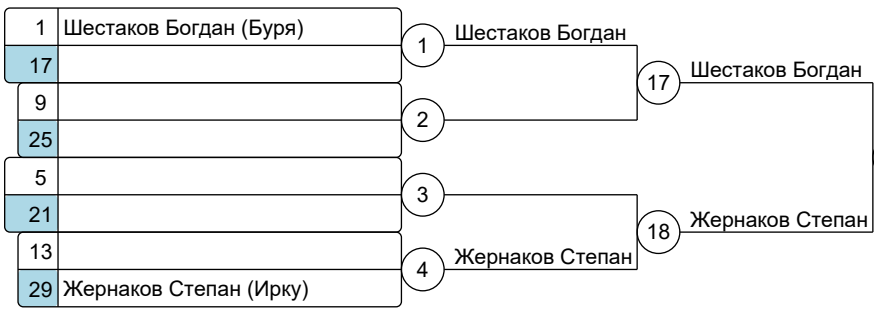 1 Шестаков Богдан (Буря)
17
9
25
5
21
13
29 Жернаков Степан (Ирку)
1 Шестаков Богдан
2
3
4 Жернаков Степан
17 Шестаков Богдан
18 Жернаков Степан